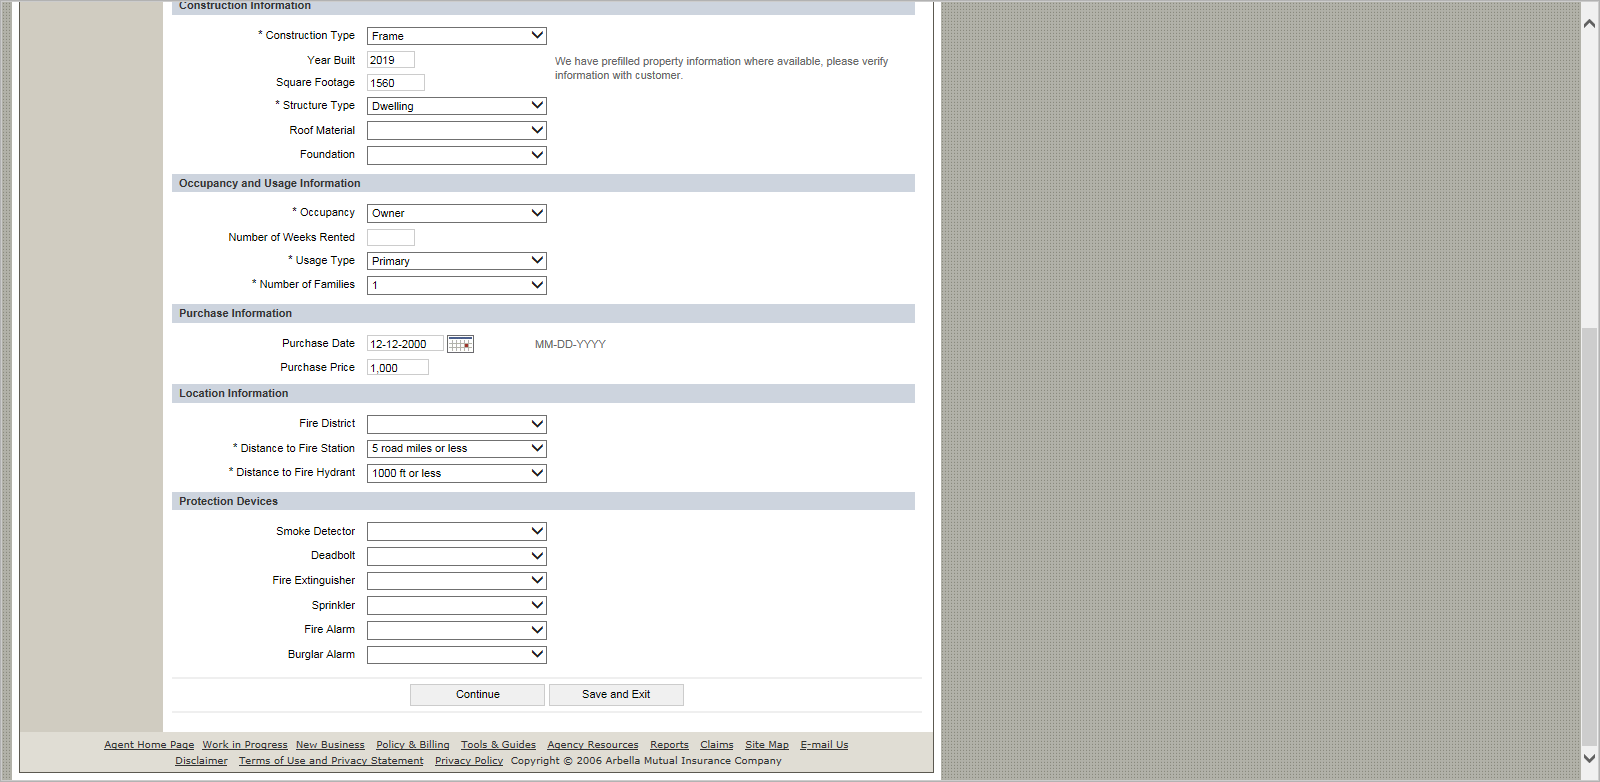 Construction Information
* Construction Type Frame
Year Built 2019
We have prefilled property information where available, please verify
information with customer.
Square Footage 1560
* Structure Type Dwelling
Roof Material
Foundation
Occupancy and Usage Information
* Occupancy Owner
Number of Weeks Rented
* Usage Type Primary
* Number of Families 1
Purchase Information
Purchase Date 12-12-2000 MM-DD-YYYY
Purchase Price 1,000
Location Information
Fire District
* Distance to Fire Station 5 road miles or less
* Distance to Fire Hydrant 1000 ft or less
Protection Devices
Smoke Detector
Deadbolt
Fire Extinguisher
Sprinkler
Fire Alarm
Burglar Alarm
Continue Save and Exit
Agent Home Page Work in Progress New Business Policy & Billing Tools & Guides Agency Resources Reports Claims Site Map E-mail Us
Disclaimer Terms of Use and Privacy Statement Privacy Policy Copyright © 2006 Arbella Mutual Insurance Company